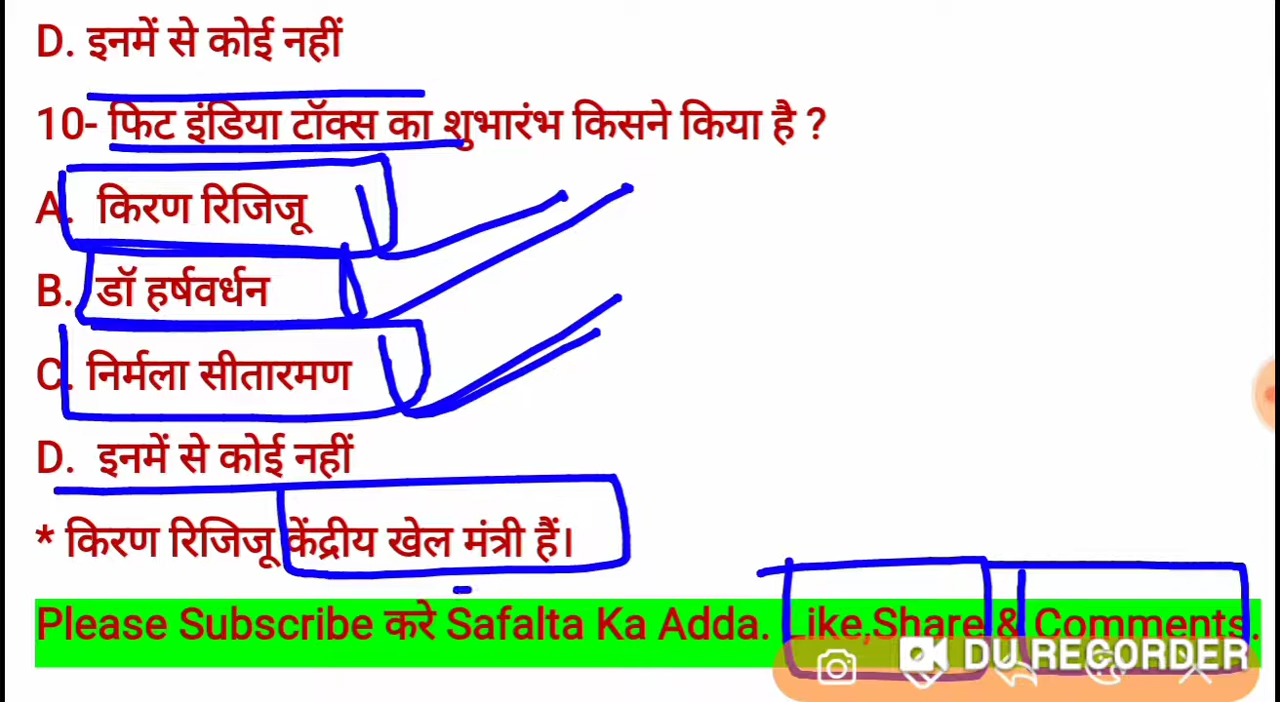 D. इनमें से कोई नहीं
10- फिट इंडिया टॉक्स का शुभारंभ किसने किया है ?
A. किरण रिजिजू
B. डॉ हर्षवर्धन
C. निर्मला सीतारमण
D. इनमें से कोई नहीं
* किरण रिजिजू केंद्रीय खेल मंत्री हैं।
Please Subscribe करे Safalta Ka Adda. Like,Share & Comments.
DU RECORDER